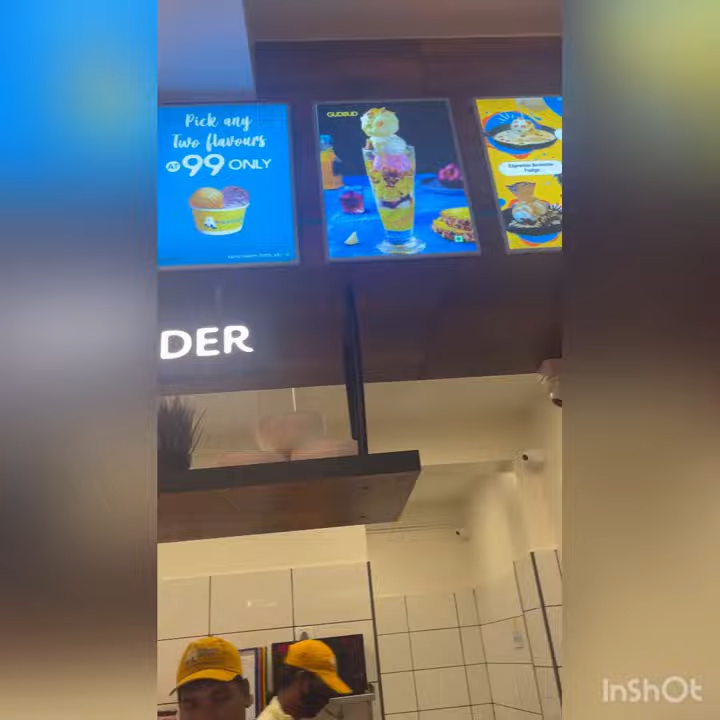 Pick any
Two flavours
AT 99 ONLY
GUDBUD
Espresso Brownie
Fudge
DER
InShOt